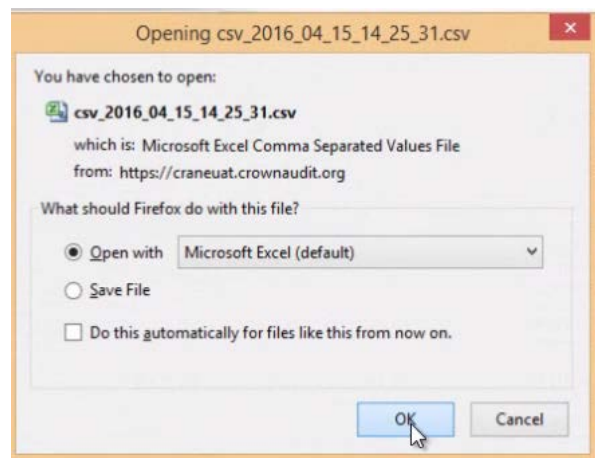 Opening csv_2016_04_15_14_25_31.csv
You have chosen to open:
csv_2016_04_15_14_25_31.csv
which is: Microsoft Excel Comma Separated Values File
from: https://craneuat.crownaudit.org
What should Firefox do with this file?
Open with Microsoft Excel (default)
Save File
Do this automatically for files like this from now on.
OK Cancel